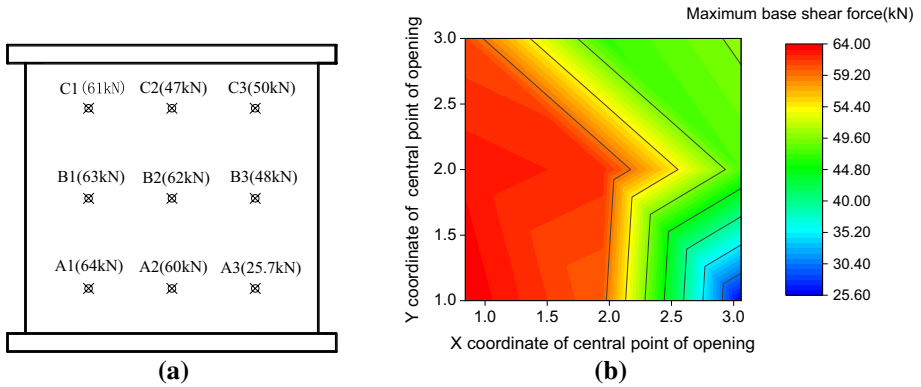 C1(61kN) C2(47kN) C3(50kN)
B1(63kN) B2(62kN) B3(48kN)
A1(64kN) A2(60kN) A3(25.7kN)
(a)
Maximum base shear force(kN)
Y coordinate of central point of opening
3.0
2.5
2.0
1.5
1.0
1.0 1.5 2.0 2.5 3.0
X coordinate of central point of opening
64.00
59.20
54.40
49.60
44.80
40.00
35.20
30.40
25.60
(b)